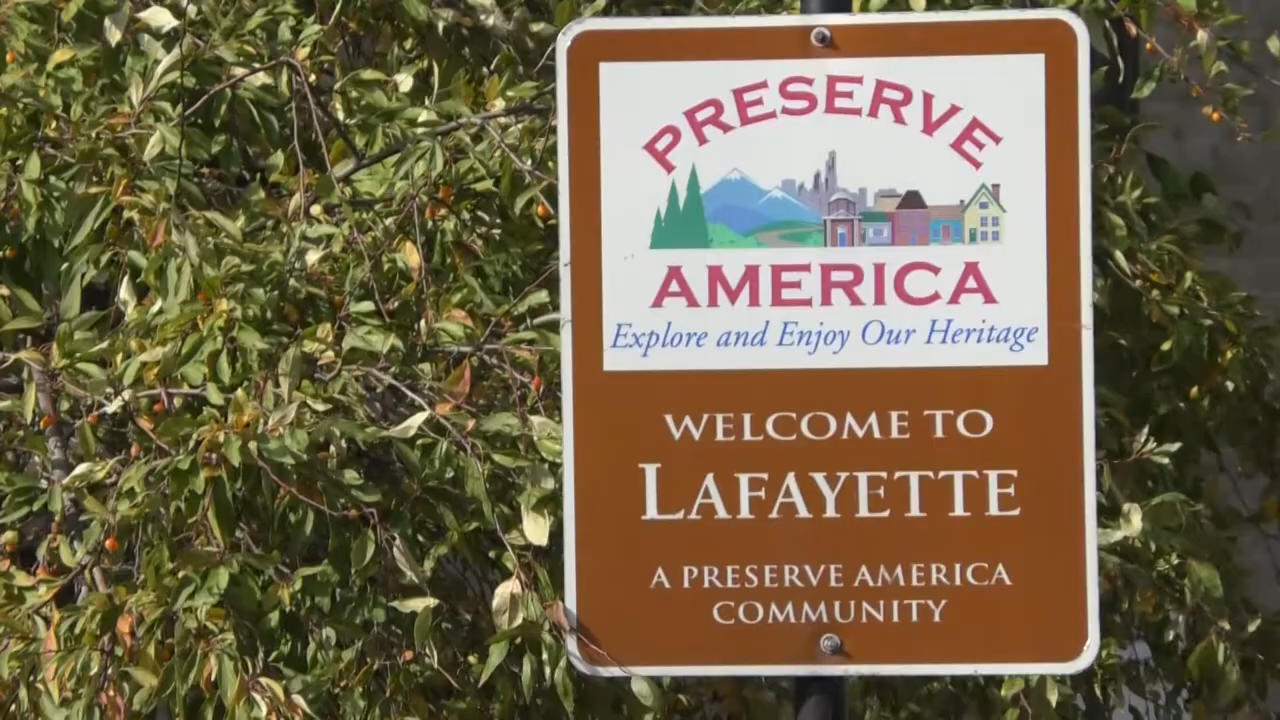 PRESERVE
AMERICA
Explore and Enjoy Our Heritage
WELCOME TO
LAFAYETTE
A PRESERVE AMERICA
COMMUNITY